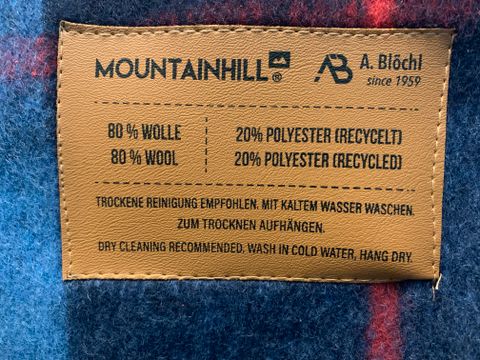 MOUNTAINHILL®
AB A. Blöchl
since 1959
80 % WOLLE
80 % WOOL
20% POLYESTER (RECYCELT)
20% POLYESTER (RECYCLED)
TROCKENE REINIGUNG EMPFOHLEN. MIT KALTEM WASSER WASCHEN.
ZUM TROCKNEN AUFHÄNGEN.
DRY CLEANING RECOMMENDED. WASH IN COLD WATER, HANG DRY.